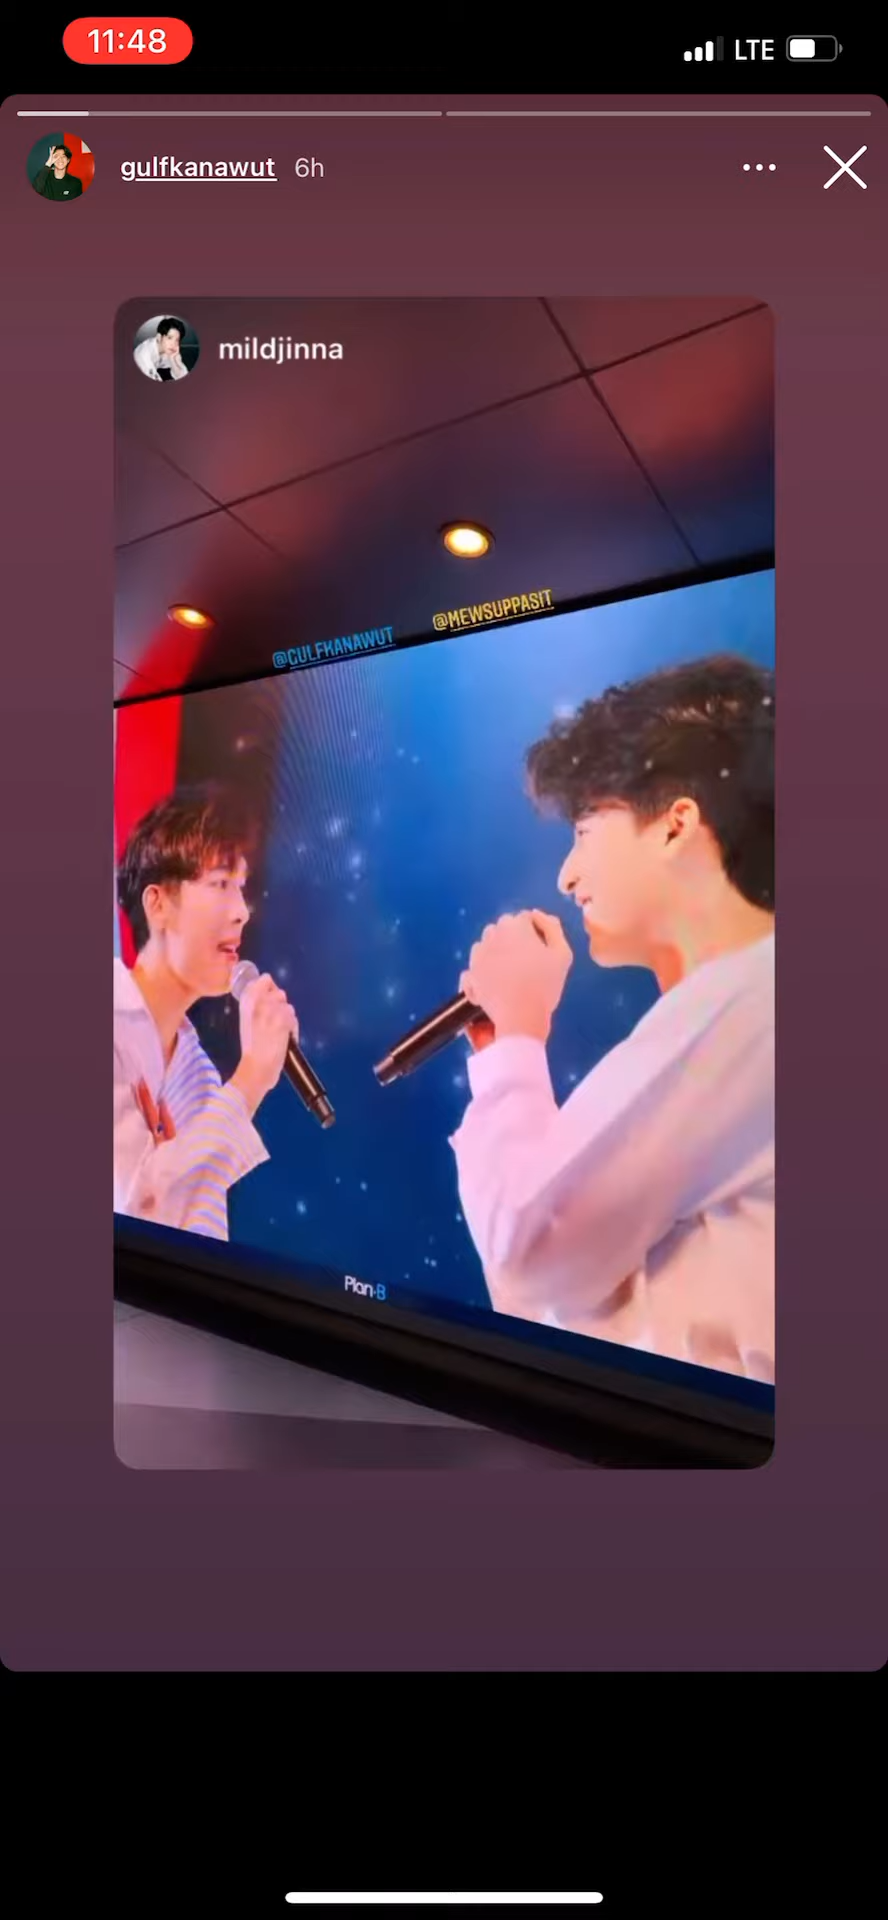 11:48
LTE
gulfkanawut 6h
mildjinna
@MEWSUPPASIT
@GULFKANAWUT
Plan B